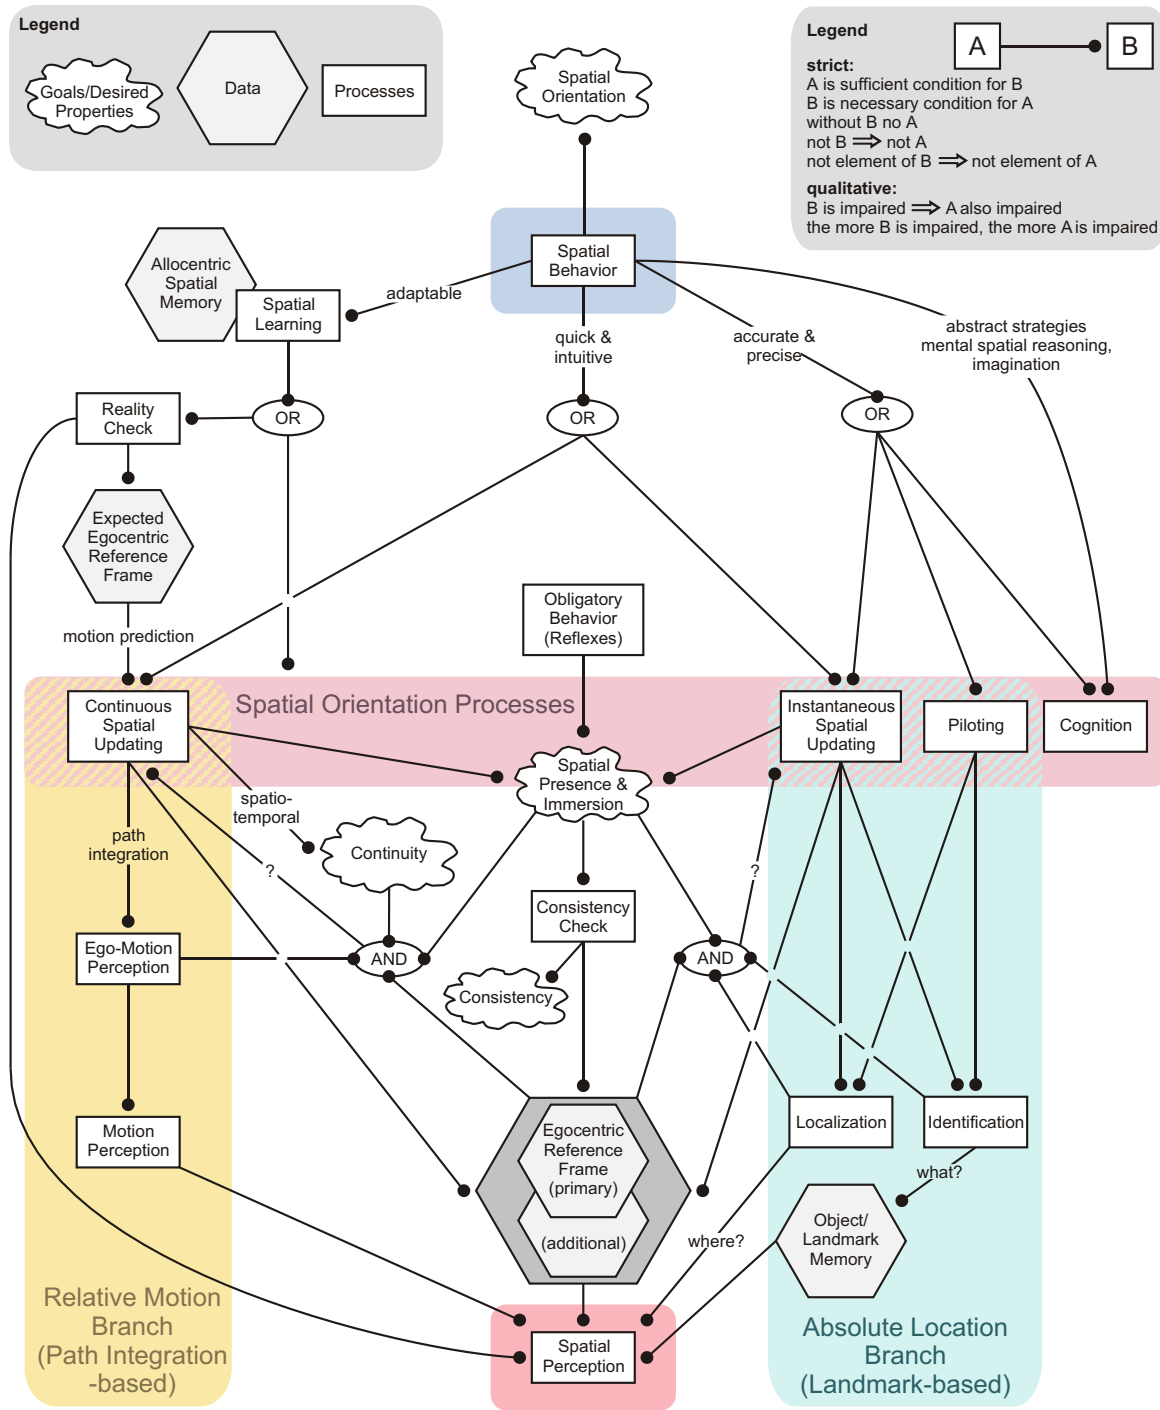 Legend
Goals/Desired
Properties
Data
Processes
Spatial
Orientation
Legend
A
B
strict:
A is sufficient condition for B
B is necessary condition for A
without B no A
not B ⇒ not A
not element of B ⇒ not element of A
qualitative:
B is impaired ⇒ A also impaired
the more B is impaired, the more A is impaired
Spatial
Behavior
Allocentric
Spatial
Memory
Spatial
Learning
adaptable
quick &
intuitive
accurate &
precise
abstract strategies
mental spatial reasoning,
imagination
Reality
Check
OR
OR
OR
Expected
Egocentric
Reference
Frame
motion prediction
Obligatory
Behavior
(Reflexes)
Spatial Orientation Processes
Continuous
Spatial
Updating
Instantaneous
Spatial
Updating
Piloting
Cognition
Spatial
Presence &
Immersion
spatio-
temporal
path
integration
Continuity
?
?
Consistency
Check
Ego-Motion
Perception
AND
AND
Consistency
Motion
Perception
Egocentric
Reference
Frame
(primary)
(additional)
Localization
Identification
what?
where?
Object/
Landmark
Memory
Relative Motion
Branch
(Path Integration
-based)
Spatial
Perception
Absolute Location
Branch
(Landmark-based)